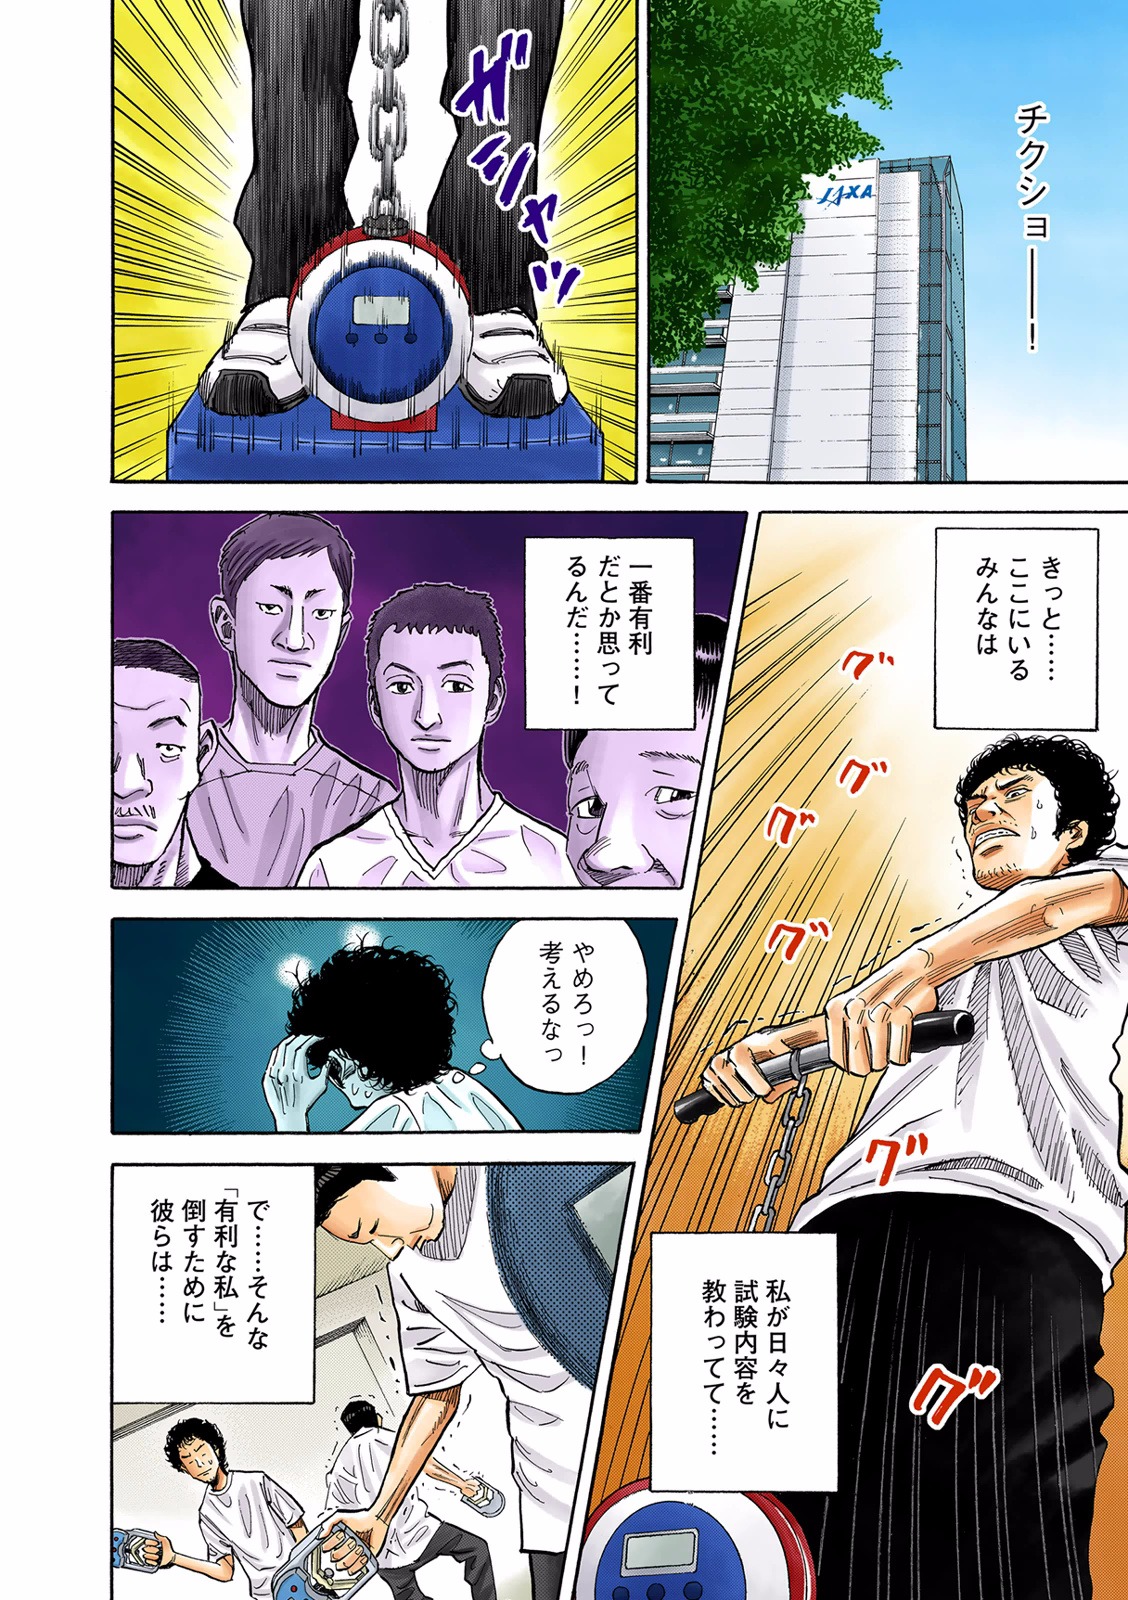 チクショ――！
JAXA
ガシャッ
きっと……
ここにいる
みんなは
グ
グ
グ
グ
グ
グ
私が日々人に
試験内容を
教わってて……
一番有利
だとか思って
るんだ……！
やめろっ！
考えるなっ
で……そんな
「有利な私」を
倒すために
彼らは……